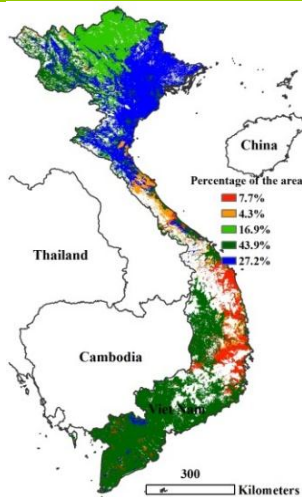 China
Percentage of the area
7.7%
4.3%
16.9%
43.9%
27.2%
Thailand
Cambodia
Viet Nam
300
Kilometers